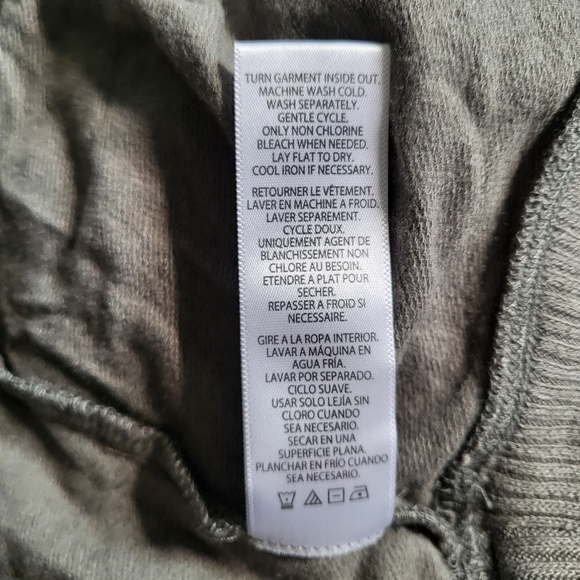 TURN GARMENT INSIDE OUT.
MACHINE WASH COLD.
WASH SEPARATELY.
GENTLE CYCLE.
ONLY NON CHLORINE
BLEACH WHEN NEEDED.
LAY FLAT TO DRY.
COOL IRON IF NECESSARY.
RETOURNER LE VÊTEMENT.
LAVER EN MACHINE A FROID.
LAVER SEPAREMENT.
CYCLE DOUX.
UNIQUEMENT AGENT DE
BLANCHISSEMENT NON
CHLORE AU BESOIN.
ETENDRE A PLAT POUR
SECHER.
REPASSER A FROID SI
NECESSAIRE.
GIRE A LA ROPA INTERIOR.
LAVAR A MÁQUINA EN
AGUA FRÍA.
LAVAR POR SEPARADO.
CICLO SUAVE.
USAR SOLO LEJÍA SIN
CLORO CUANDO
SEA NECESARIO.
SECAR EN UNA
SUPERFICIE PLANA.
PLANCHAR EN FRÍO CUANDO
SEA NECESARIO.